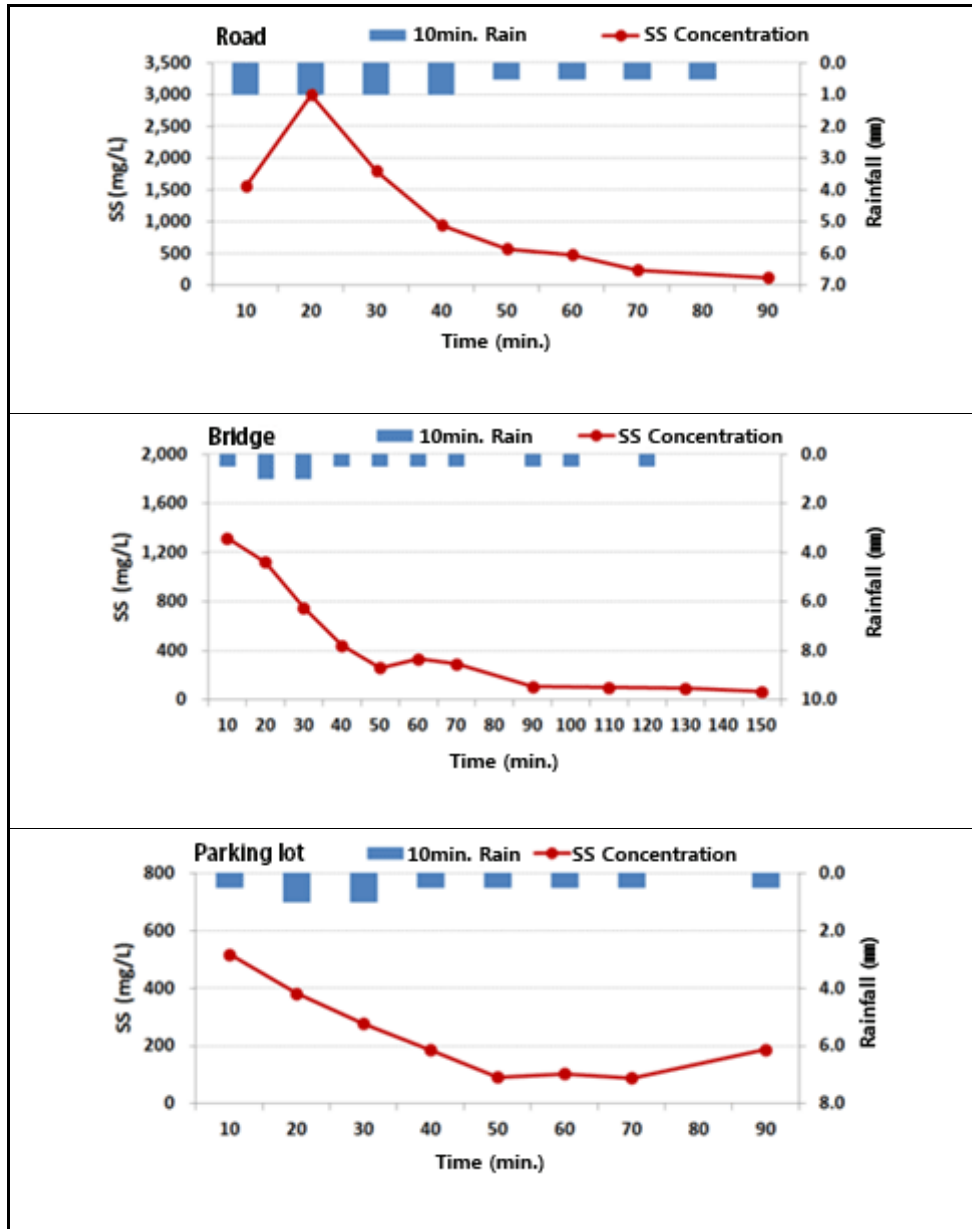 Road 10min. Rain SS Concentration
3,500 0.0
3,000 1.0
2,500 2.0
2,000 3.0
1,500 4.0
1,000 5.0
500 6.0
0 7.0
SS (mg/L)
Rainfall (㎜)
10 20 30 40 50 60 70 80 90
Time (min.)
Bridge 10min. Rain SS Concentration
2,000 0.0
1,600 2.0
1,200 4.0
800 6.0
400 8.0
0 10.0
SS (mg/L)
Rainfall (㎜)
10 20 30 40 50 60 70 90 100 110 120 130 140 150
Time (min.)
Parking lot 10min. Rain SS Concentration
800 0.0
600 2.0
400 4.0
200 6.0
0 8.0
SS (mg/L)
Rainfall (㎜)
10 20 30 40 50 60 70 80 90
Time (min.)